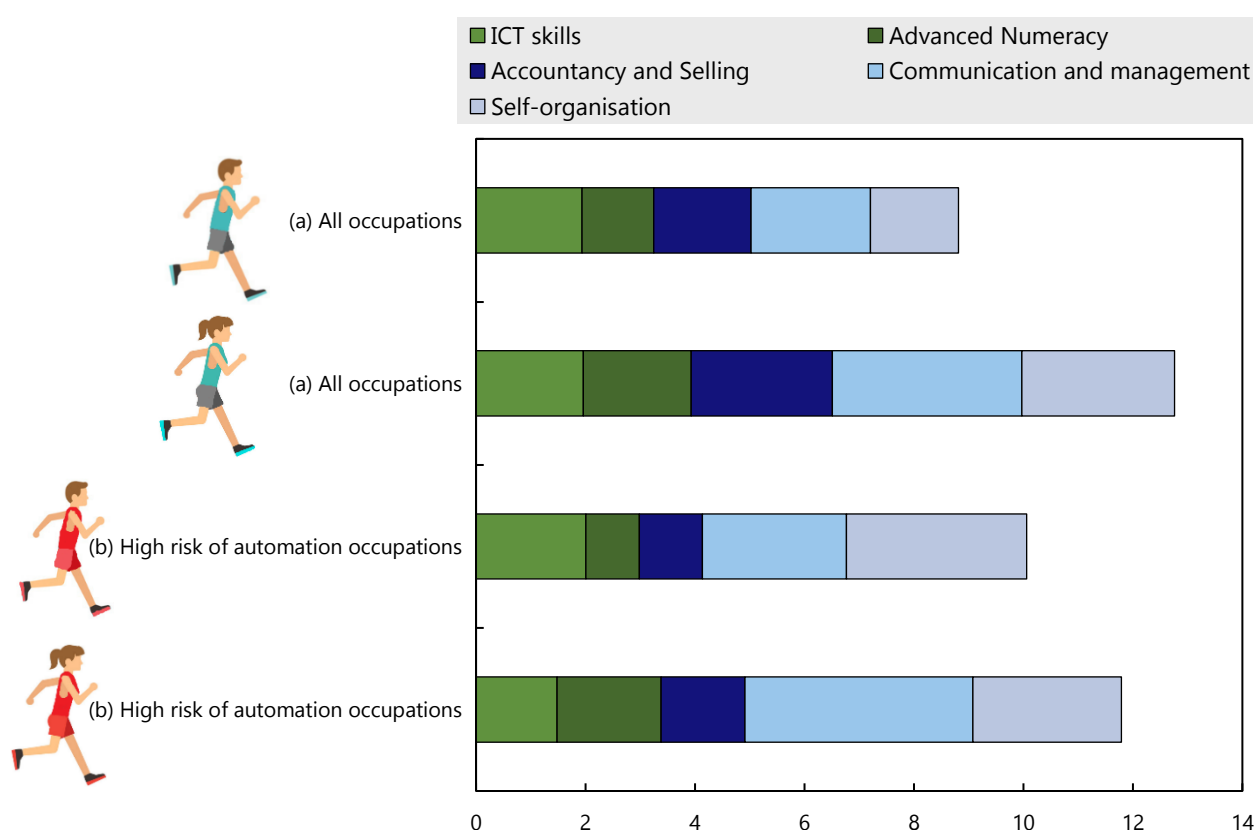 ICT skills
Advanced Numeracy
Accountancy and Selling
Communication and management
Self-organisation
(a) All occupations
(a) All occupations
(b) High risk of automation occupations
(b) High risk of automation occupations
0 2 4 6 8 10 12 14